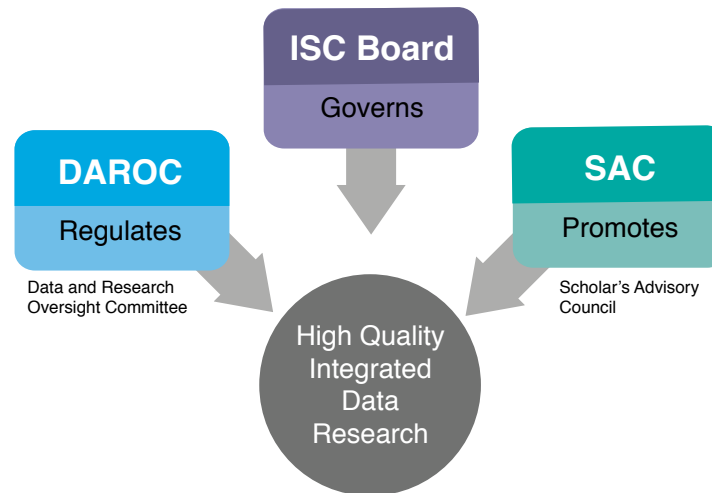 ISC Board
Governs
DAROC
Regulates
Data and Research
Oversight Committee
SAC
Promotes
Scholar's Advisory
Council
High Quality
Integrated
Data
Research